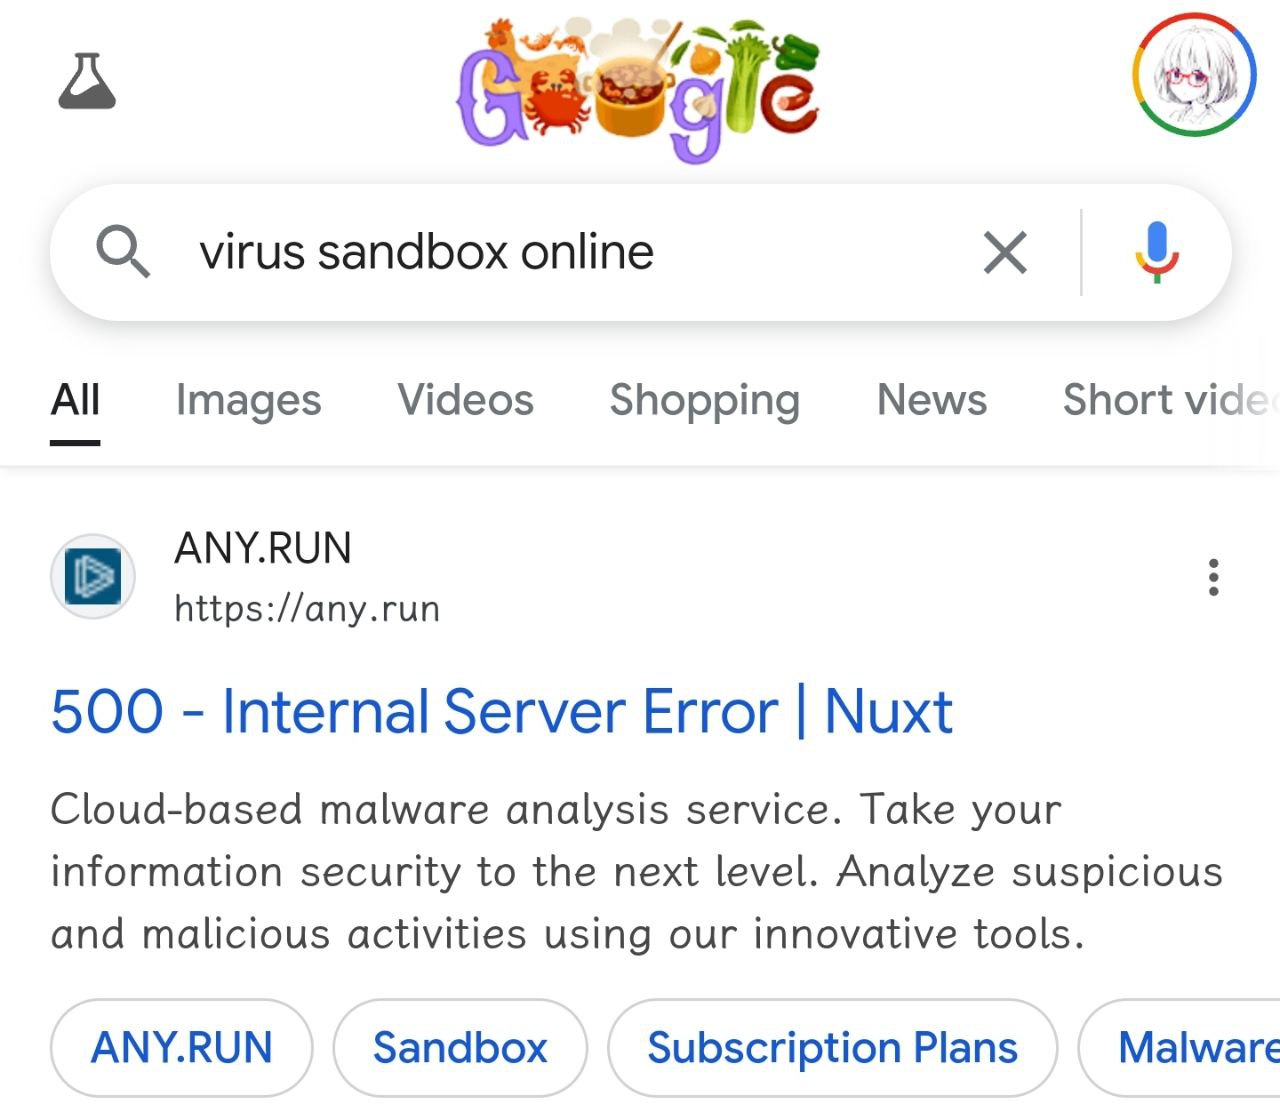 Google
virus sandbox online
All Images Videos Shopping News Short vide
ANY.RUN
https://any.run
500 - Internal Server Error | Nuxt
Cloud-based malware analysis service. Take your
information security to the next level. Analyze suspicious
and malicious activities using our innovative tools.
ANY.RUN Sandbox Subscription Plans Malware